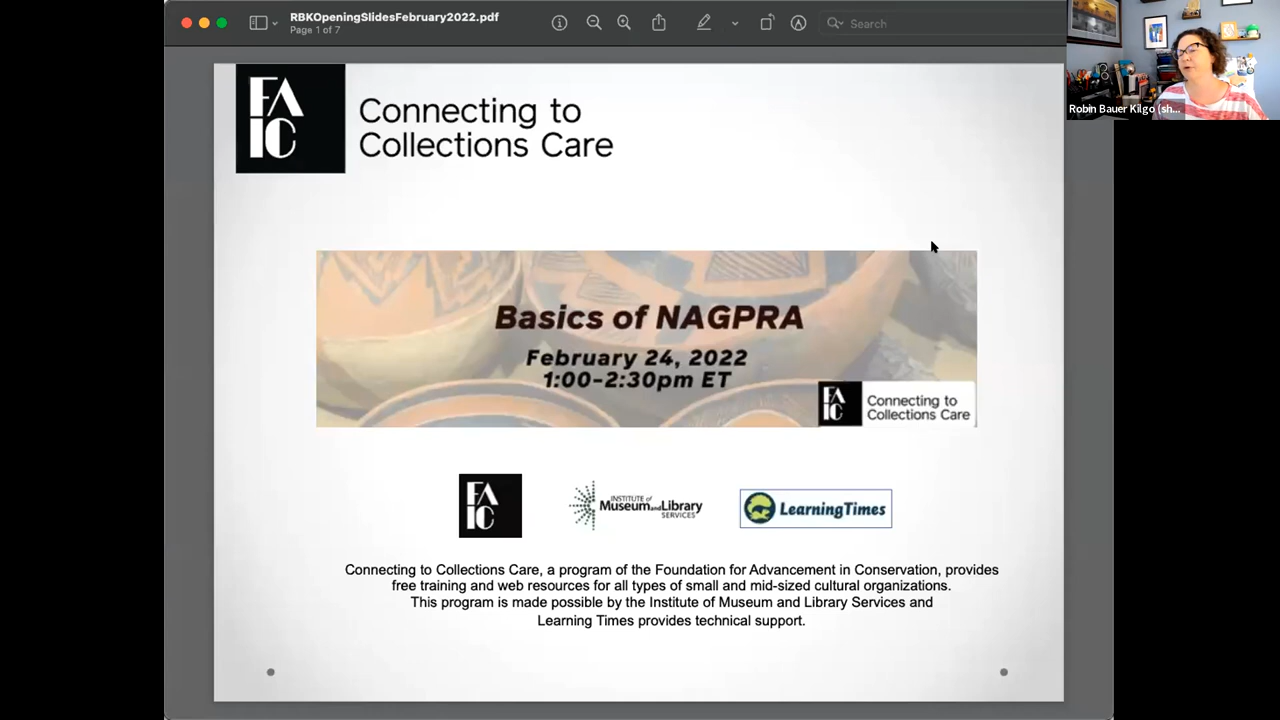 RBKOpeningSlidesFebruary2022.pdf
Page 1 of 7
Search
Robin Bauer Kilgo (sh...
FA
IC
Connecting to
Collections Care
Basics of NAGPRA
February 24, 2022
1:00-2:30pm ET
FA
IC
Connecting to
Collections Care
FA
IC
INSTITUTE of
Museum and Library
SERVICES
LearningTimes
Connecting to Collections Care, a program of the Foundation for Advancement in Conservation, provides
free training and web resources for all types of small and mid-sized cultural organizations.
This program is made possible by the Institute of Museum and Library Services and
Learning Times provides technical support.